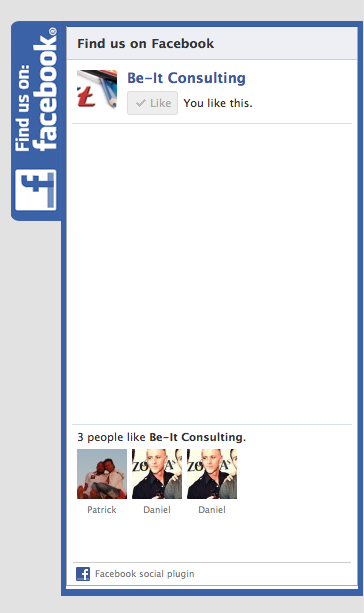 Find us on:
facebook®
Find us on Facebook
Be-It Consulting
Like You like this.
3 people like Be-It Consulting.
Patrick Daniel Daniel
Facebook social plugin